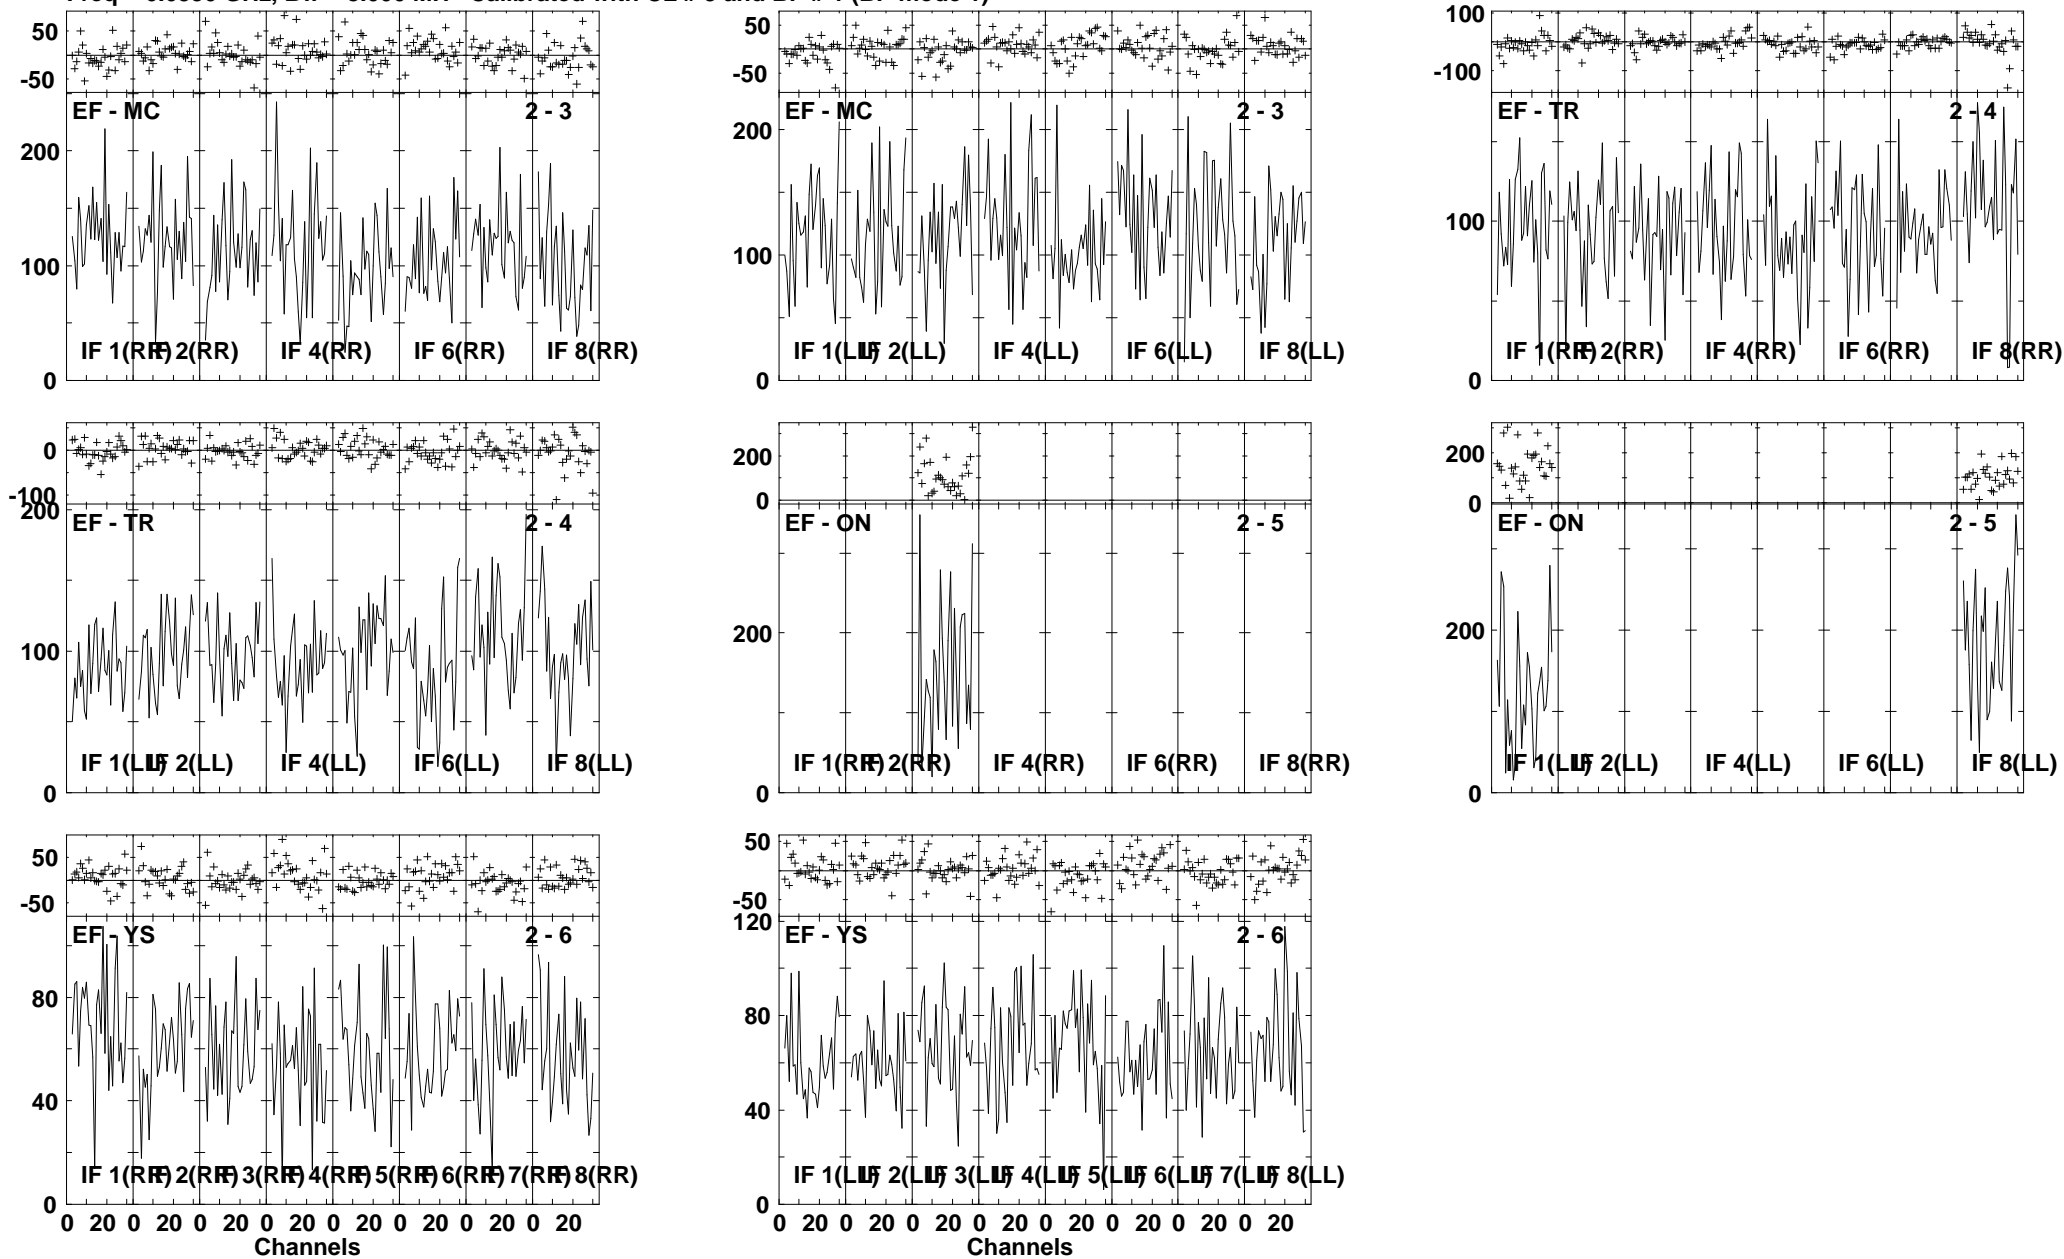 50
-50
EF - MC
2 - 3
200
100
0
IF 1(RR)
IF 2(RR)
IF 4(RR)
IF 6(RR)
IF 8(RR)
50
-50
EF - MC
2 - 3
200
100
0
IF 1(LL)
IF 2(LL)
IF 4(LL)
IF 6(LL)
IF 8(LL)
100
-100
EF - TR
2 - 4
100
0
IF 1(RR)
IF 2(RR)
IF 4(RR)
IF 6(RR)
IF 8(RR)
0
-100
EF - TR
2 - 4
200
100
0
IF 1(LL)
IF 2(LL)
IF 4(LL)
IF 6(LL)
IF 8(LL)
200
0
EF - ON
2 - 5
200
0
IF 1(RR)
IF 2(RR)
IF 4(RR)
IF 6(RR)
IF 8(RR)
200
0
EF - ON
2 - 5
200
0
IF 1(LL)
IF 2(LL)
IF 4(LL)
IF 6(LL)
IF 8(LL)
50
-50
EF - YS
2 - 6
80
40
0
IF 1(RR)
IF 2(RR)
IF 3(RR)
IF 4(RR)
IF 5(RR)
IF 6(RR)
IF 7(RR)
IF 8(RR)
0 20 0 20 0 20 0 20 0 20 0 20 0 20 0 20
Channels
50
-50
EF - YS
2 - 6
120
80
40
0
IF 1(LL)
IF 2(LL)
IF 3(LL)
IF 4(LL)
IF 5(LL)
IF 6(LL)
IF 7(LL)
IF 8(LL)
0 20 0 20 0 20 0 20 0 20 0 20 0 20 0 20
Channels